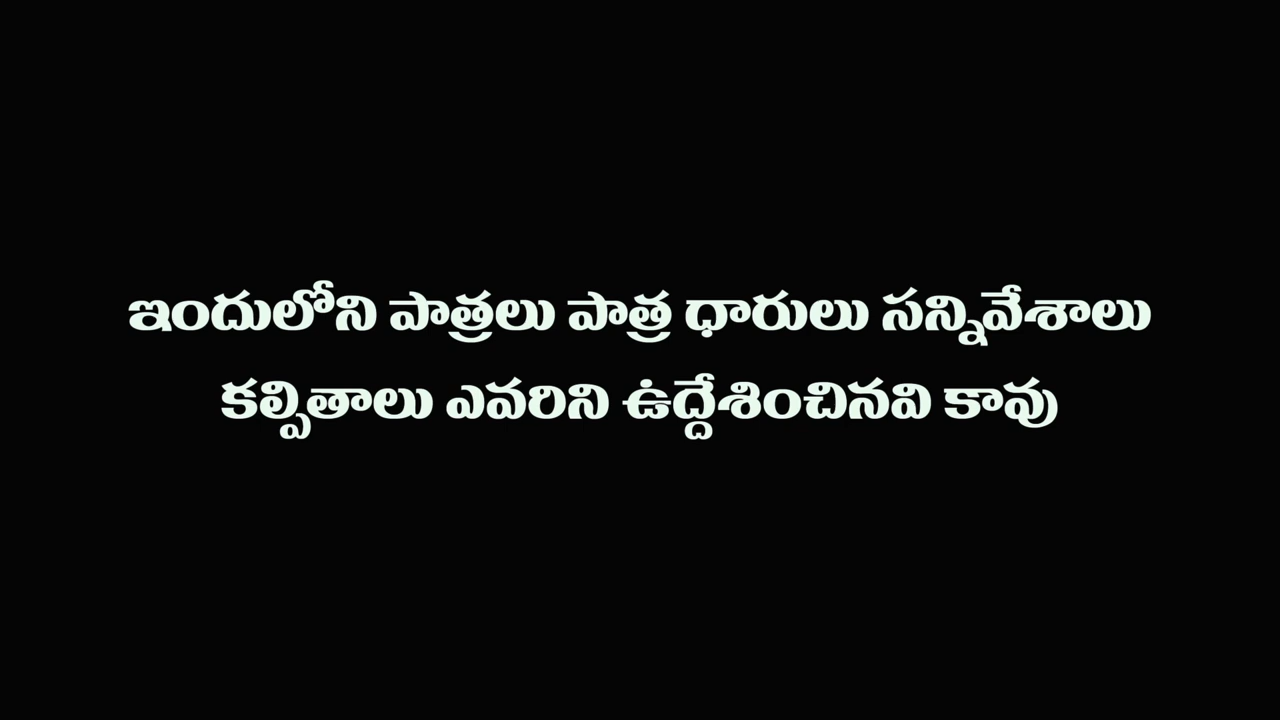 ఇందులోని పాత్రలు పాత్ర ధారులు సన్నివేశాలు
కల్పితాలు ఎవరిని ఉద్దేశించినవి కావు